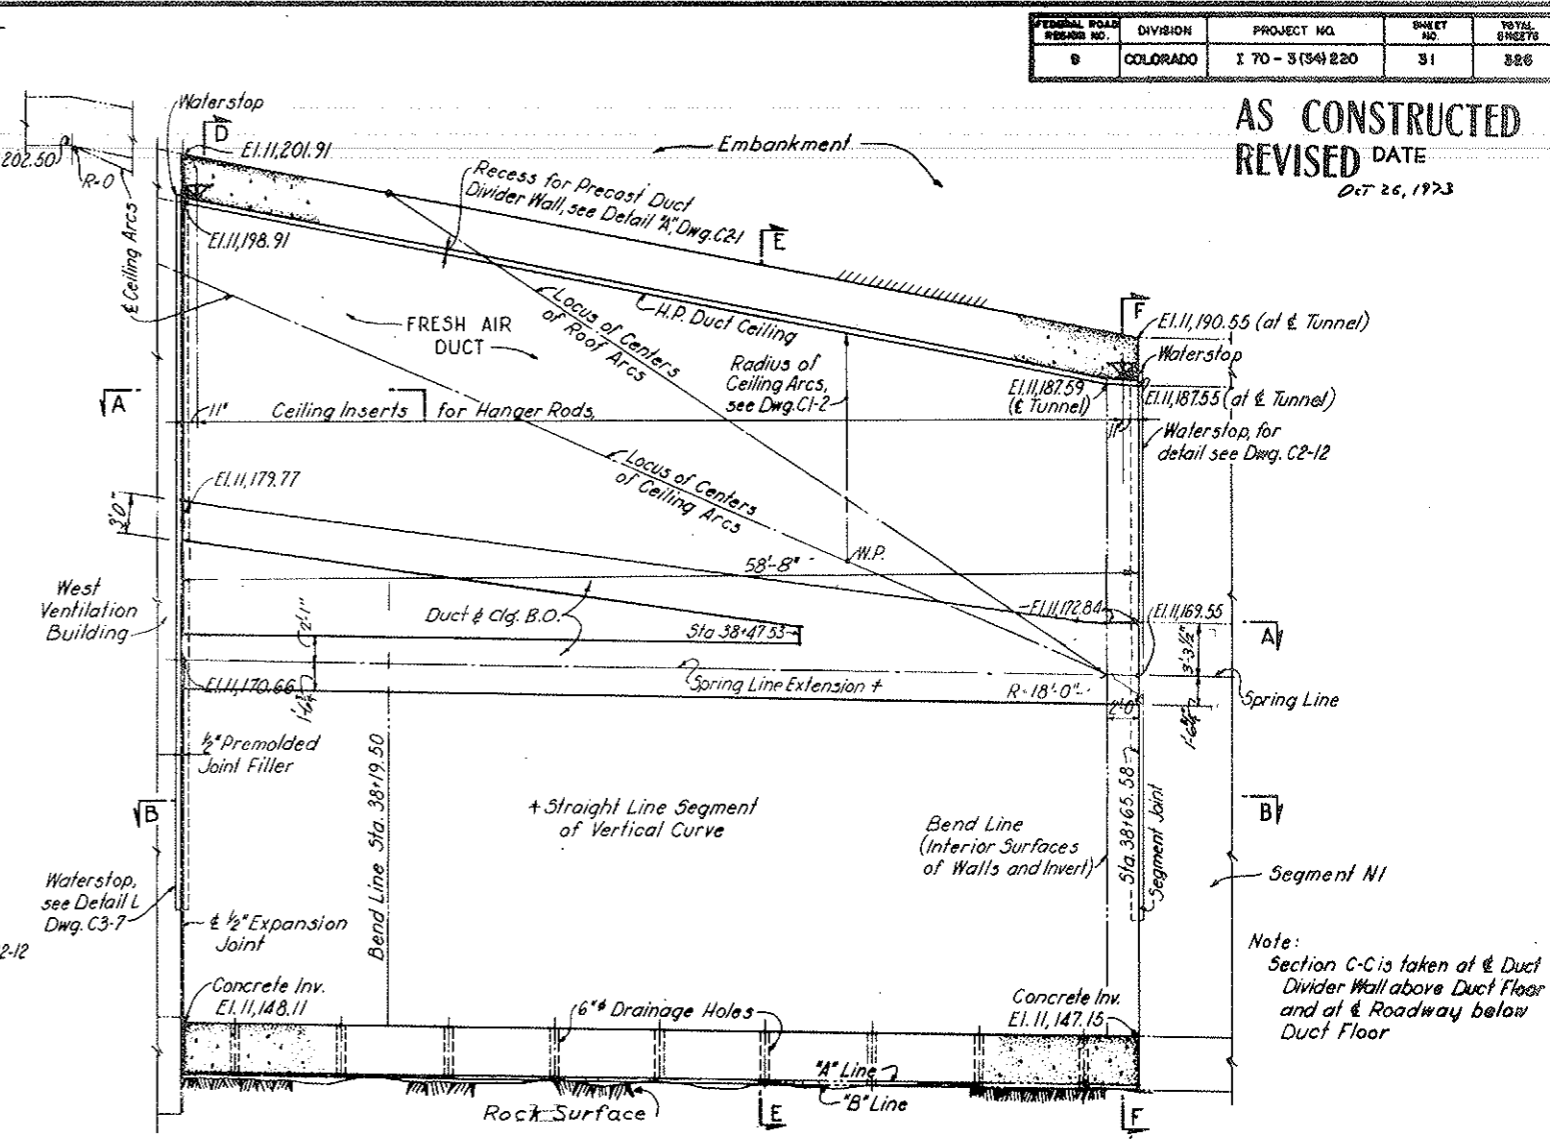 FEDERAL ROAD REGION NO.
DIVISION
PROJECT NO.
SHEET NO.
TOTAL SHEETS
COLORADO
I 70 - 3(34)220
31
AS CONSTRUCTED
REVISED DATE
OCT 26, 1973
Waterstop
D
El.11,201.91
Embankment
202.50
R=0
Recess for Precast Duct
Divider Wall, see Detail "A", Dwg. C2-1
E
El.11,198.91
℄ Ceiling Arcs
F
El.11,190.55 (at ℄ Tunnel)
Waterstop
FRESH AIR
DUCT
Locus of Centers
of Roof Arcs
H.P. Duct Ceiling
Radius of
Ceiling Arcs,
see Dwg. C1-2
El.11,187.59
(℄ Tunnel)
El.11,187.55 (at ℄ Tunnel)
A
11"
Ceiling Inserts for Hanger Rods,
11"
Waterstop, for
detail see Dwg. C2-12
El.11,179.77
Locus of Centers
of Ceiling Arcs
3'-0"
W.P.
58'-8"
West
Ventilation
Building
Duct & Clg. B.O.
2'-1"
Sta 38+47.53
El.11,172.84
El.11,169.55
A
3'-3½"
El.11,170.66
Spring Line Extension +
R=18'-0"
2'-0"
Spring Line
½" Premolded
Joint Filler
Bend Line Sta. 38+19.50
+ Straight Line Segment
of Vertical Curve
Bend Line
(Interior Surfaces
of Walls and Invert)
Sta. 38+65.58
Segment Joint
B
B
Segment N1
Waterstop,
see Detail L
Dwg. C3-7
℄ ½" Expansion
Joint
2-12
Note:
Section C-C is taken at ℄ Duct
Divider Wall above Duct Floor
and at ℄ Roadway below
Duct Floor
Concrete Inv.
El.11,148.11
6"ø Drainage Holes
Concrete Inv.
El.11,147.15
"A" Line
"B" Line
Rock Surface
E
F